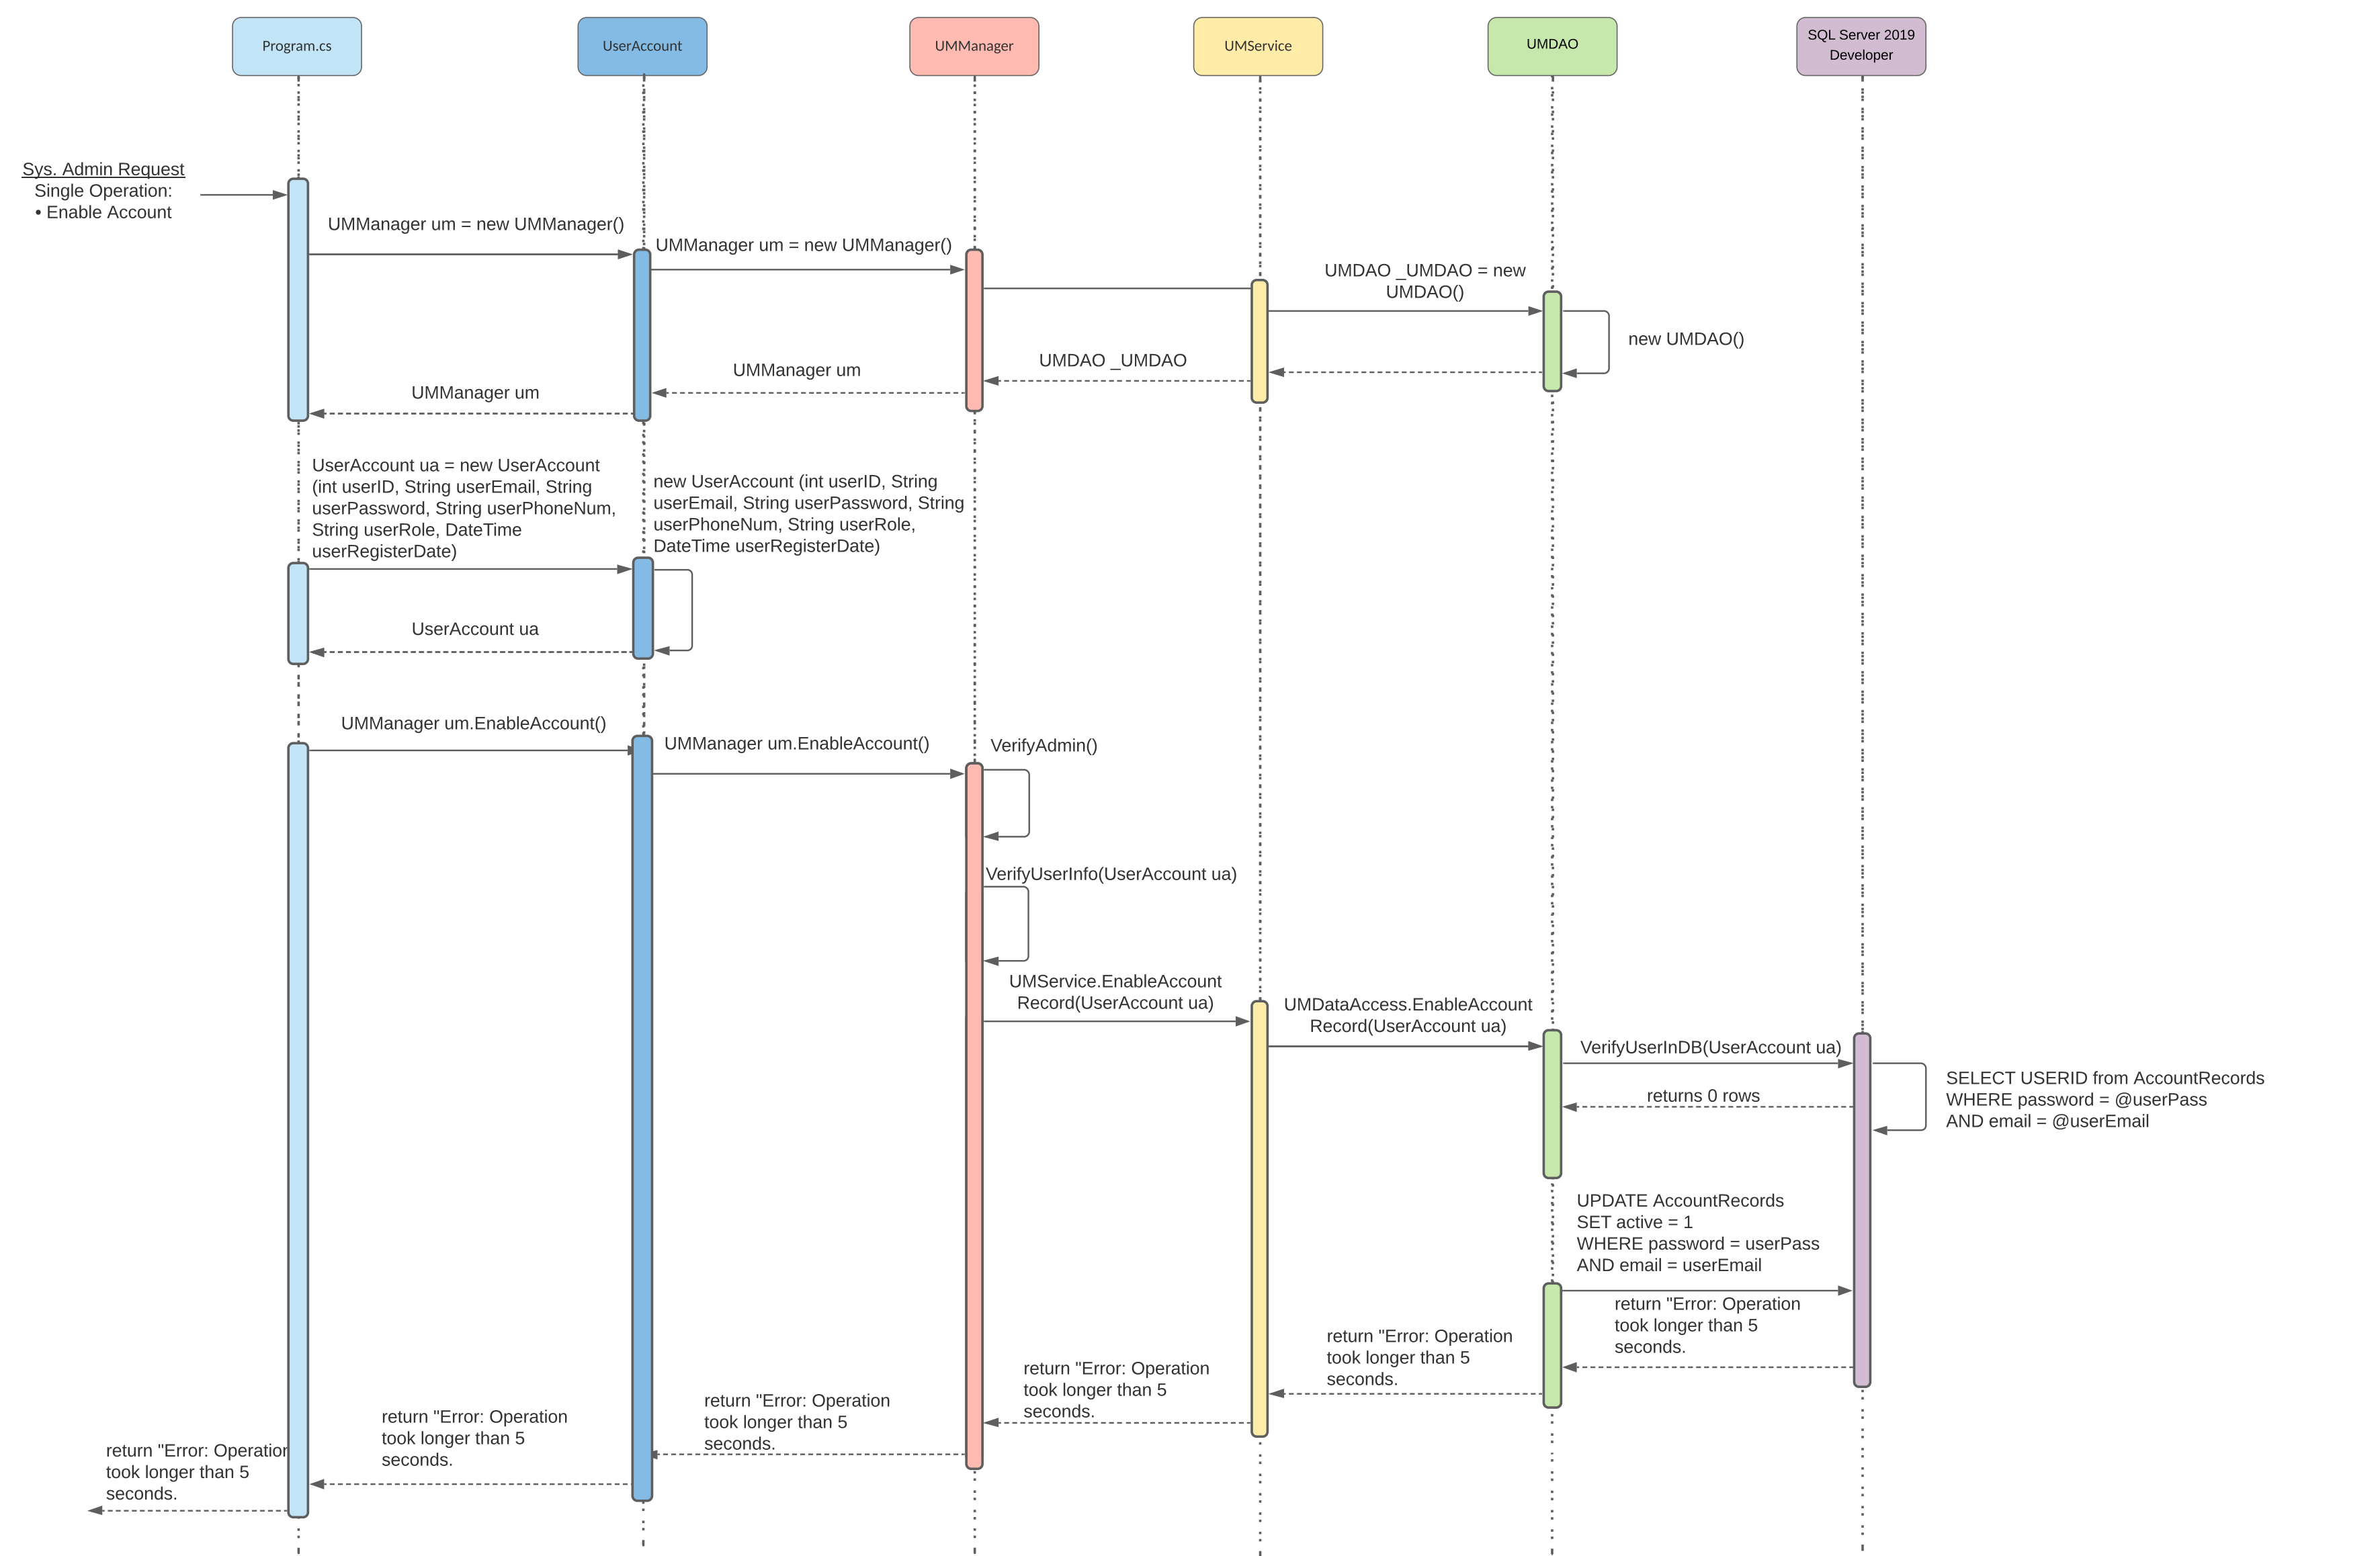 Program.cs
UserAccount
UMManager
UMService
UMDAO
SQL Server 2019
Developer
Sys. Admin Request
Single Operation:
• Enable Account
UMManager um = new UMManager()
UMManager um = new UMManager()
UMDAO _UMDAO = new
UMDAO()
new UMDAO()
UMDAO _UMDAO
UMManager um
UMManager um
UserAccount ua = new UserAccount
(int userID, String userEmail, String
userPassword, String userPhoneNum,
String userRole, DateTime
userRegisterDate)
new UserAccount (int userID, String
userEmail, String userPassword, String
userPhoneNum, String userRole,
DateTime userRegisterDate)
UserAccount ua
UMManager um.EnableAccount()
UMManager um.EnableAccount()
VerifyAdmin()
VerifyUserInfo(UserAccount ua)
UMService.EnableAccount
Record(UserAccount ua)
UMDataAccess.EnableAccount
Record(UserAccount ua)
VerifyUserInDB(UserAccount ua)
SELECT USERID from AccountRecords
WHERE password = @userPass
AND email = @userEmail
returns 0 rows
UPDATE AccountRecords
SET active = 1
WHERE password = userPass
AND email = userEmail
return "Error: Operation
took longer than 5
seconds.
return "Error: Operation
took longer than 5
seconds.
return "Error: Operation
took longer than 5
seconds.
return "Error: Operation
took longer than 5
seconds.
return "Error: Operation
took longer than 5
seconds.
return "Error: Operation
took longer than 5
seconds.